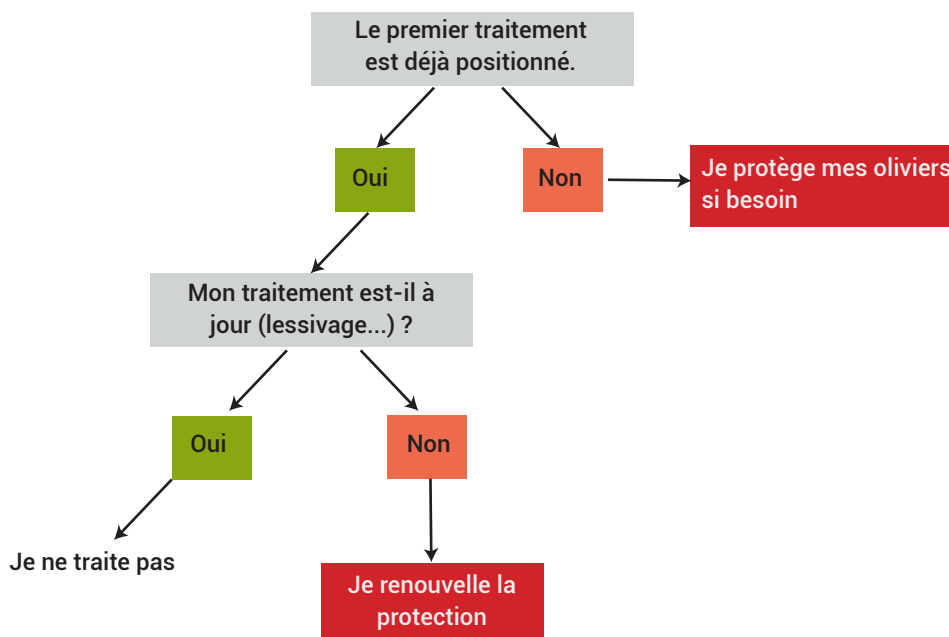 Le premier traitement
est déjà positionné.
Oui
Non
Je protège mes oliviers
si besoin
Mon traitement est-il à
jour (lessivage...) ?
Oui
Non
Je ne traite pas
Je renouvelle la
protection